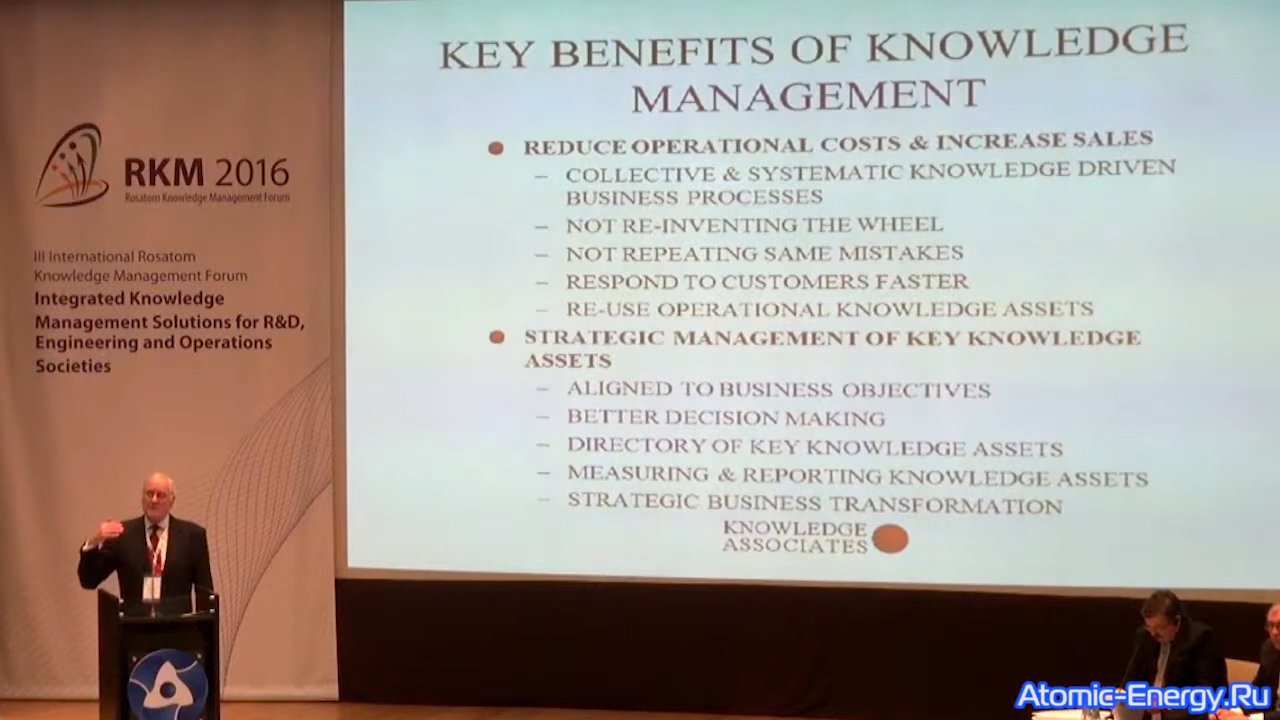 RKM 2016
Rosatom Knowledge Management Forum
III International Rosatom
Knowledge Management Forum
Integrated Knowledge
Management Solutions for R&D,
Engineering and Operations
Societies
KEY BENEFITS OF KNOWLEDGE
MANAGEMENT
● REDUCE OPERATIONAL COSTS & INCREASE SALES
– COLLECTIVE & SYSTEMATIC KNOWLEDGE DRIVEN
BUSINESS PROCESSES
– NOT RE-INVENTING THE WHEEL
– NOT REPEATING SAME MISTAKES
– RESPOND TO CUSTOMERS FASTER
– RE-USE OPERATIONAL KNOWLEDGE ASSETS
● STRATEGIC MANAGEMENT OF KEY KNOWLEDGE
ASSETS
– ALIGNED TO BUSINESS OBJECTIVES
– BETTER DECISION MAKING
– DIRECTORY OF KEY KNOWLEDGE ASSETS
– MEASURING & REPORTING KNOWLEDGE ASSETS
– STRATEGIC BUSINESS TRANSFORMATION
KNOWLEDGE
ASSOCIATES
Atomic-Energy.Ru